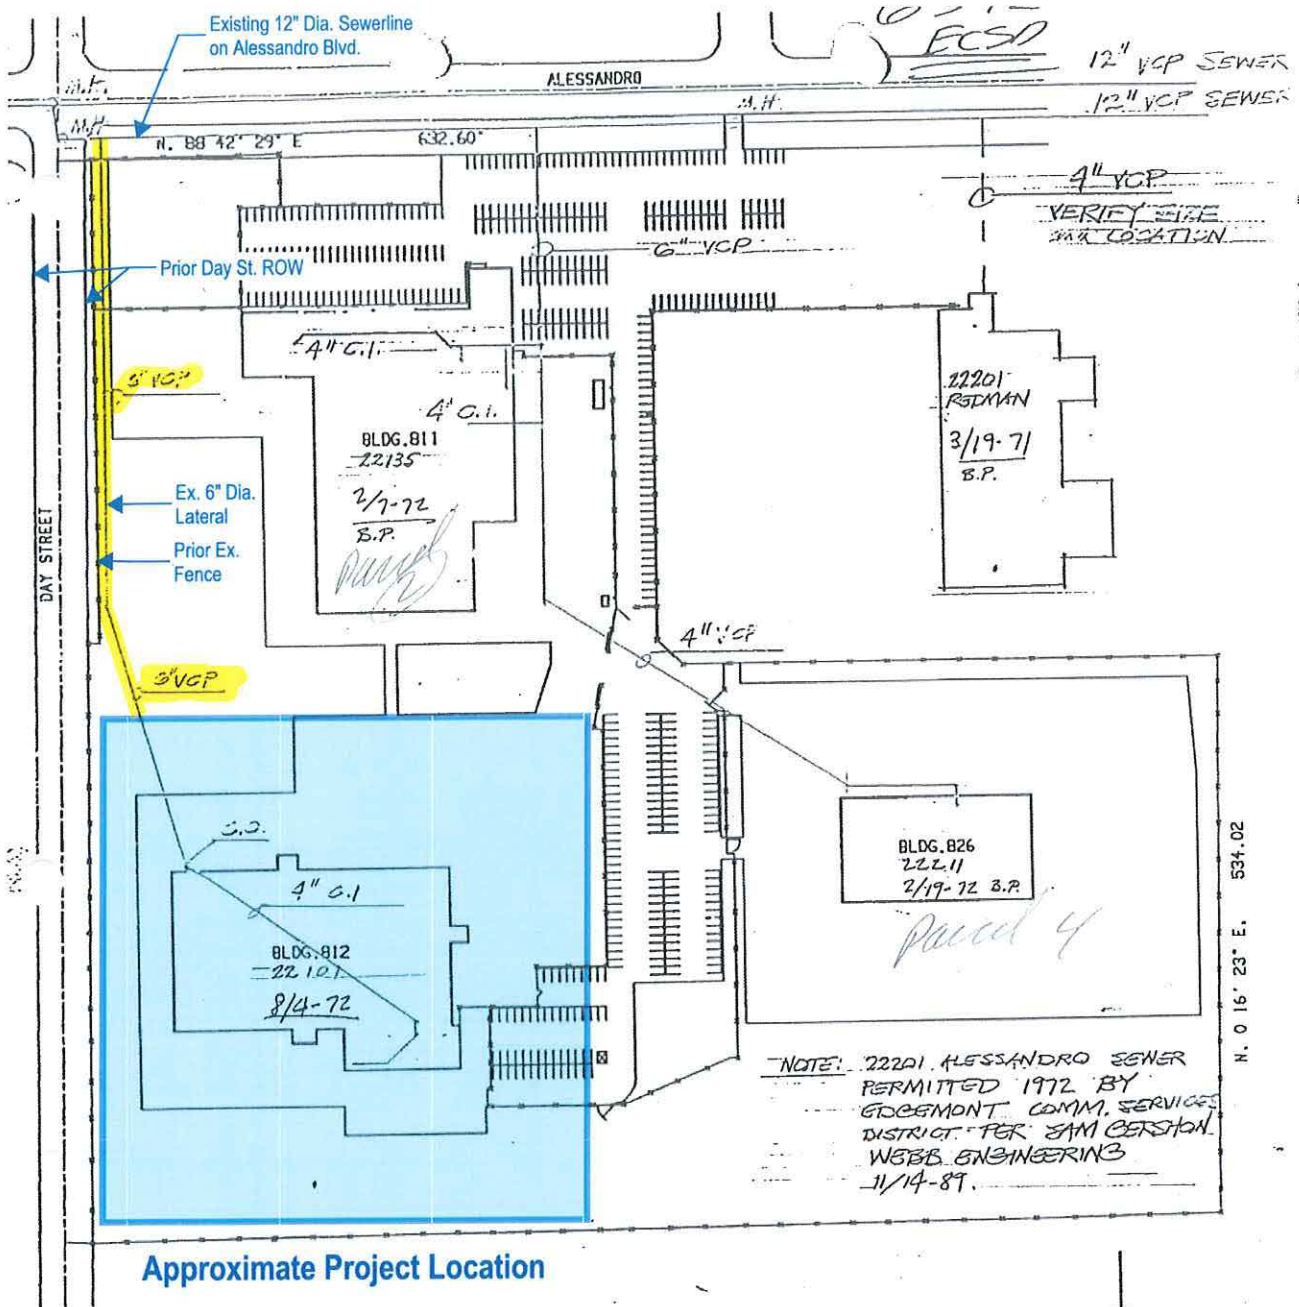 Existing 12" Dia. Sewerline
on Alessandro Blvd.
ECSD
12" VCP SEWER
ALESSANDRO
M.H.
M.H.
12" VCP SEWER
M.H.
N. 88 42' 29" E
632.60'
4" VCP
VERIFY SIZE
LOCATION
6" VCP
Prior Day St. ROW
4" C.I.
VCP
22201
REDMAN
3/19-71
B.P.
4" C.I.
BLDG.811
22135
2/7-72
B.P.
Parcel
2
Ex. 6" Dia.
Lateral
Prior Ex.
Fence
DAY STREET
4" VCP
VCP
C.O.
4" C.I
BLDG.812
22101
8/4-72
BLDG.826
22211
2/19-72 B.P.
Parcel 4
N. 0 16' 23" E. 534.02
NOTE: 22201 ALESSANDRO SEWER
PERMITTED 1972 BY
EDGEMONT COMM. SERVICES
DISTRICT PER SAM GERSHON
WEBB ENGINEERING
11/14-89.
Approximate Project Location